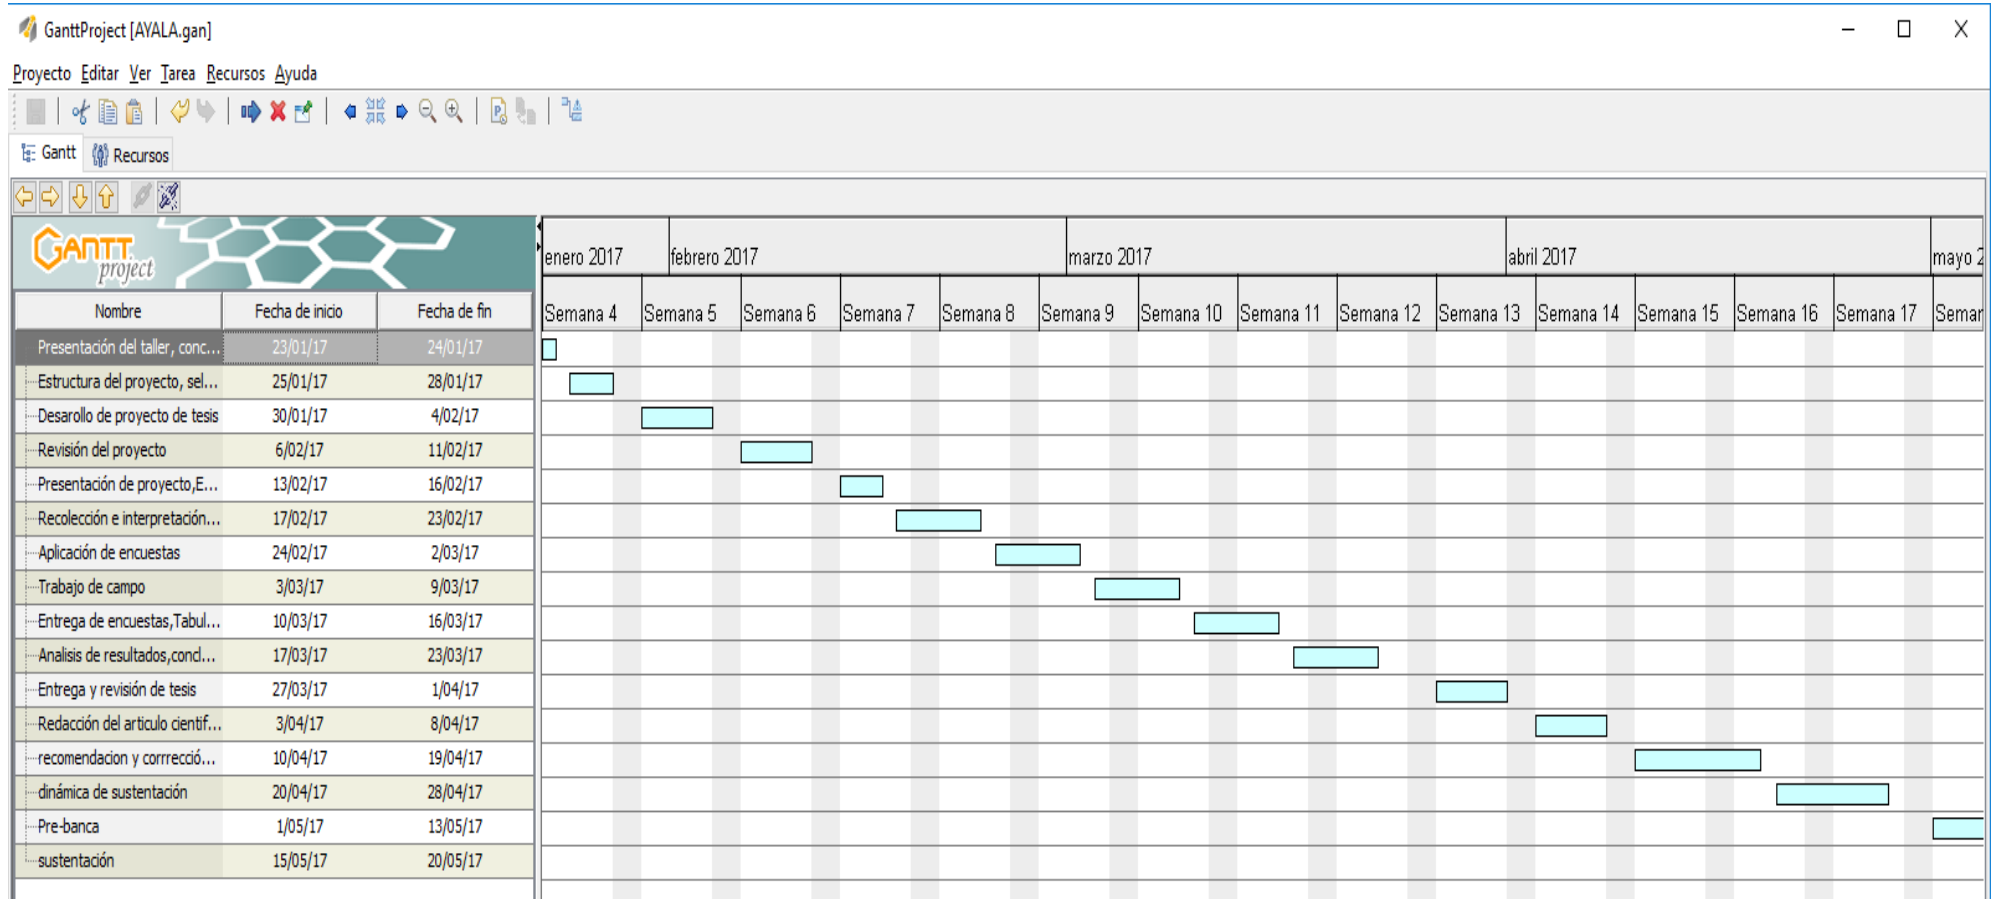 GanttProject [AYALA.gan]
Proyecto Editar Ver Tarea Recursos Ayuda
Gantt Recursos
GANTT project
enero 2017 febrero 2017 marzo 2017 abril 2017 mayo 2
Nombre Fecha de inicio Fecha de fin Semana 4 Semana 5 Semana 6 Semana 7 Semana 8 Semana 9 Semana 10 Semana 11 Semana 12 Semana 13 Semana 14 Semana 15 Semana 16 Semana 17 Semar
Presentación del taller, conc... 23/01/17 24/01/17
Estructura del proyecto, sel... 25/01/17 28/01/17
Desarollo de proyecto de tesis 30/01/17 4/02/17
Revisión del proyecto 6/02/17 11/02/17
Presentación de proyecto,E... 13/02/17 16/02/17
Recolección e interpretación... 17/02/17 23/02/17
Aplicación de encuestas 24/02/17 2/03/17
Trabajo de campo 3/03/17 9/03/17
Entrega de encuestas,Tabul... 10/03/17 16/03/17
Analisis de resultados,concl... 17/03/17 23/03/17
Entrega y revisión de tesis 27/03/17 1/04/17
Redacción del articulo cientif... 3/04/17 8/04/17
recomendacion y corrrecció... 10/04/17 19/04/17
dinámica de sustentación 20/04/17 28/04/17
Pre-banca 1/05/17 13/05/17
sustentación 15/05/17 20/05/17